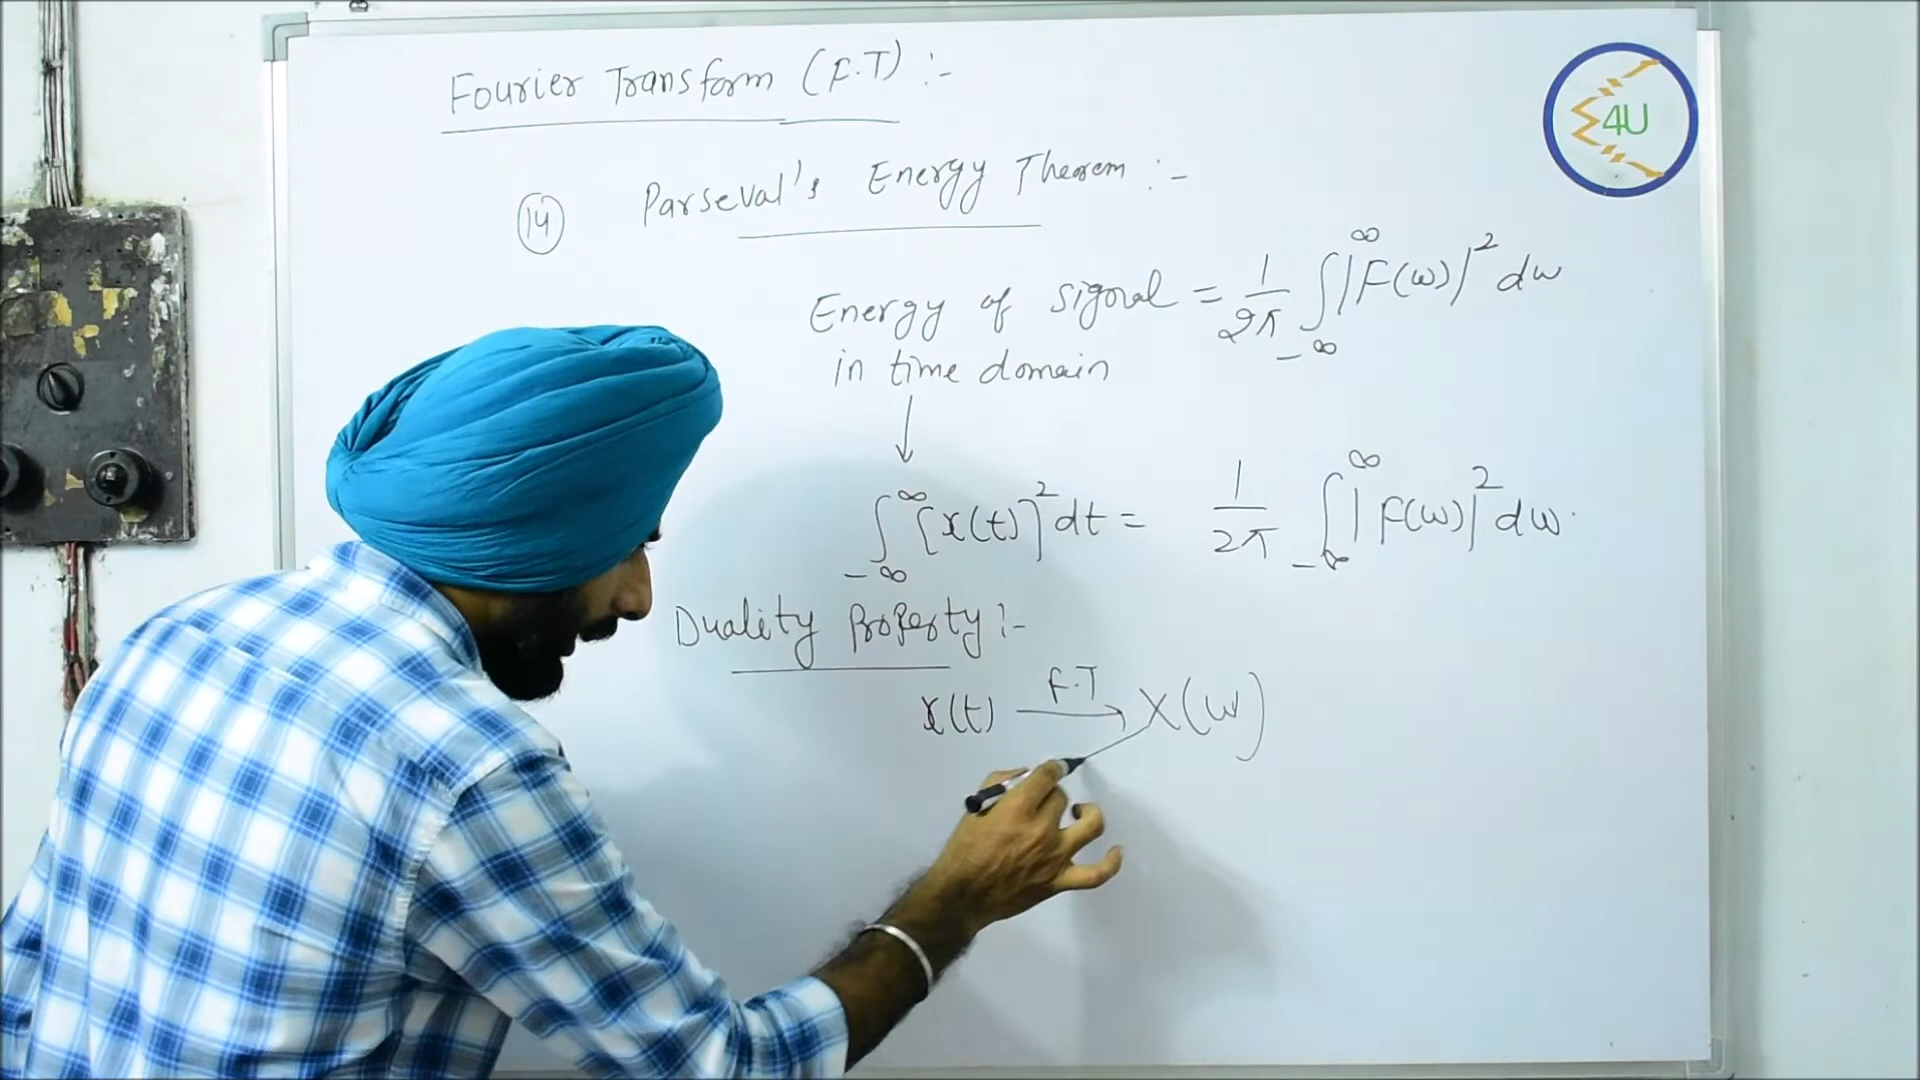 Fourier Transform (F.T) :-
(14) Parseval's Energy Theorem :-
Energy of signal = 1/2π ∫_{-∞}^{∞} |F(ω)|² dω
in time domain
↓
∫_{-∞}^{∞} [x(t)]² dt = 1/2π ∫_{-∞}^{∞} |F(ω)|² dω.
Duality Property :-
x(t) —F.T→ X(ω)
4U